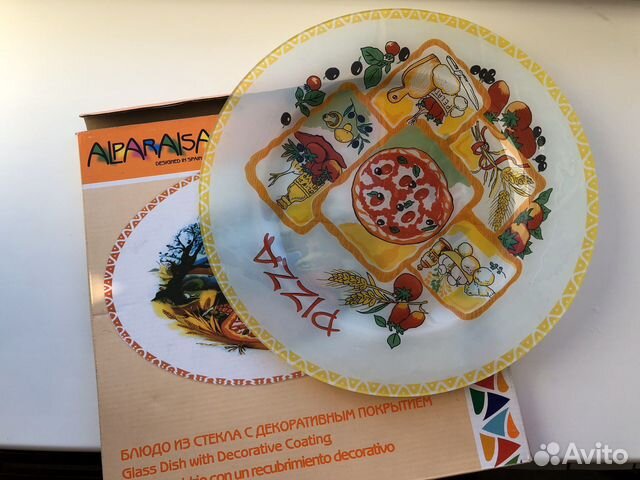 ALPARAISA
DESIGNED IN SPAIN
PIZZA
БЛЮДО ИЗ СТЕКЛА С ДЕКОРАТИВНЫМ ПОКРЫТИЕМ
Glass Dish with Decorative Coating
con un recubrimiento decorativo
Avito